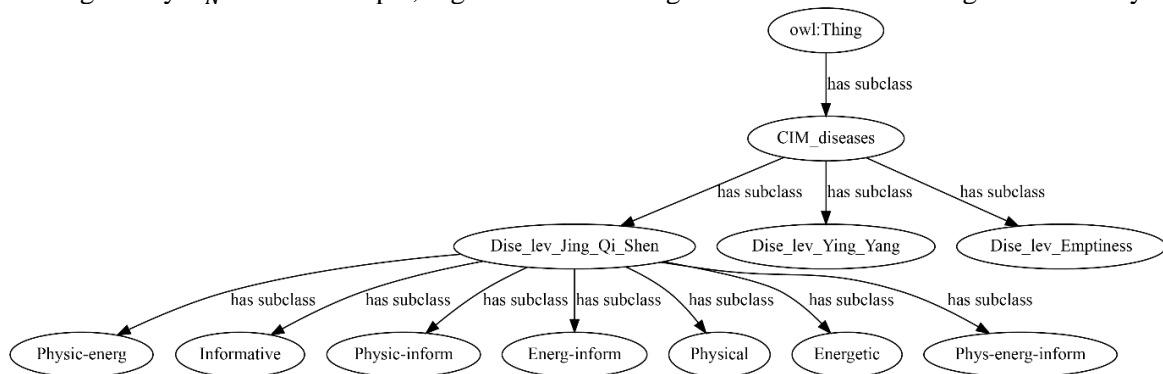 owl:Thing
has subclass
CIM_diseases
has subclass has subclass has subclass
Dise_lev_Jing_Qi_Shen Dise_lev_Ying_Yang Dise_lev_Emptiness
has subclass has subclass has subclass has subclass has subclass has subclass has subclass
Physic-energ Informative Physic-inform Energ-inform Physical Energetic Phys-energ-inform